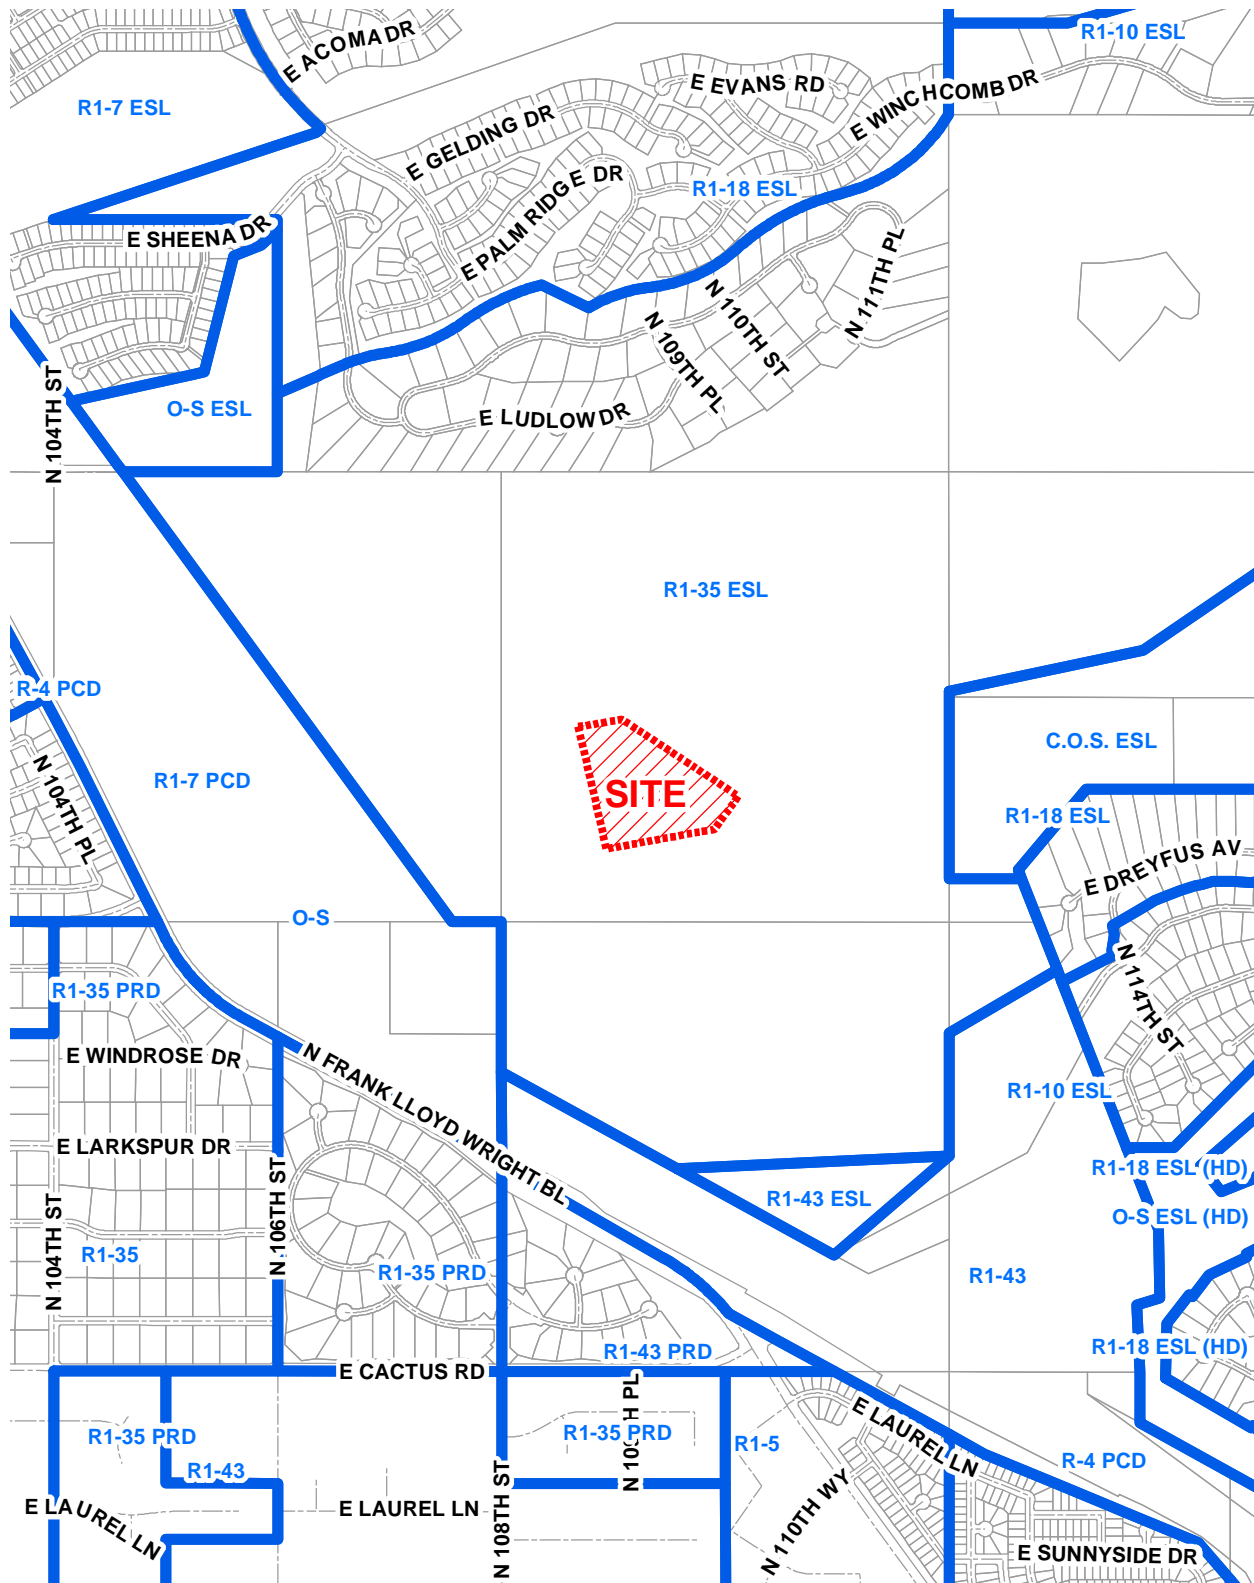 E ACOMA DR
R1-10 ESL
R1-7 ESL
E EVANS RD
E WINCHCOMB DR
E GELDING DR
E PALM RIDGE DR
R1-18 ESL
E SHEENA DR
N 111TH PL
N 110TH ST
N 109TH PL
N 104TH ST
O-S ESL
E LUDLOW DR
R1-35 ESL
R-4 PCD
C.O.S. ESL
R1-7 PCD
N 104TH PL
SITE
R1-18 ESL
E DREYFUS AV
O-S
N 114TH ST
R1-35 PRD
E WINDROSE DR
N FRANK LLOYD WRIGHT BL
R1-10 ESL
E LARKSPUR DR
R1-18 ESL (HD)
N 104TH ST
N 106TH ST
R1-43 ESL
O-S ESL (HD)
R1-35
R1-35 PRD
R1-43
R1-43 PRD
R1-18 ESL (HD)
E CACTUS RD
R1-35 PRD
R1-35 PRD
R1-5
E LAUREL LN
R1-43
R-4 PCD
E LAUREL LN
E LAUREL LN
N 108TH ST
N 110TH WY
E SUNNYSIDE DR